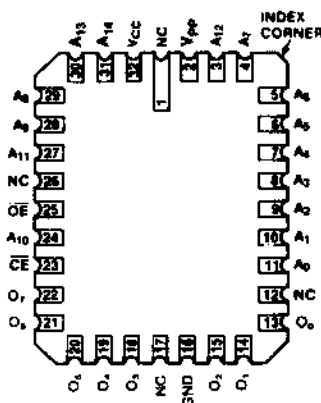 INDEX
CORNER
A13 A14 VCC NC VPP A12 A7
30 31 32 1 2 3 4
A8 29 5 A6
A9 28 6 A5
A11 27 7 A4
NC 26 8 A3
OE 25 9 A2
A10 24 10 A1
CE 23 11 A0
O7 22 12 NC
O6 21 13 O0
20 19 18 17 16 15 14
O5 O4 O3 NC GND O2 O1